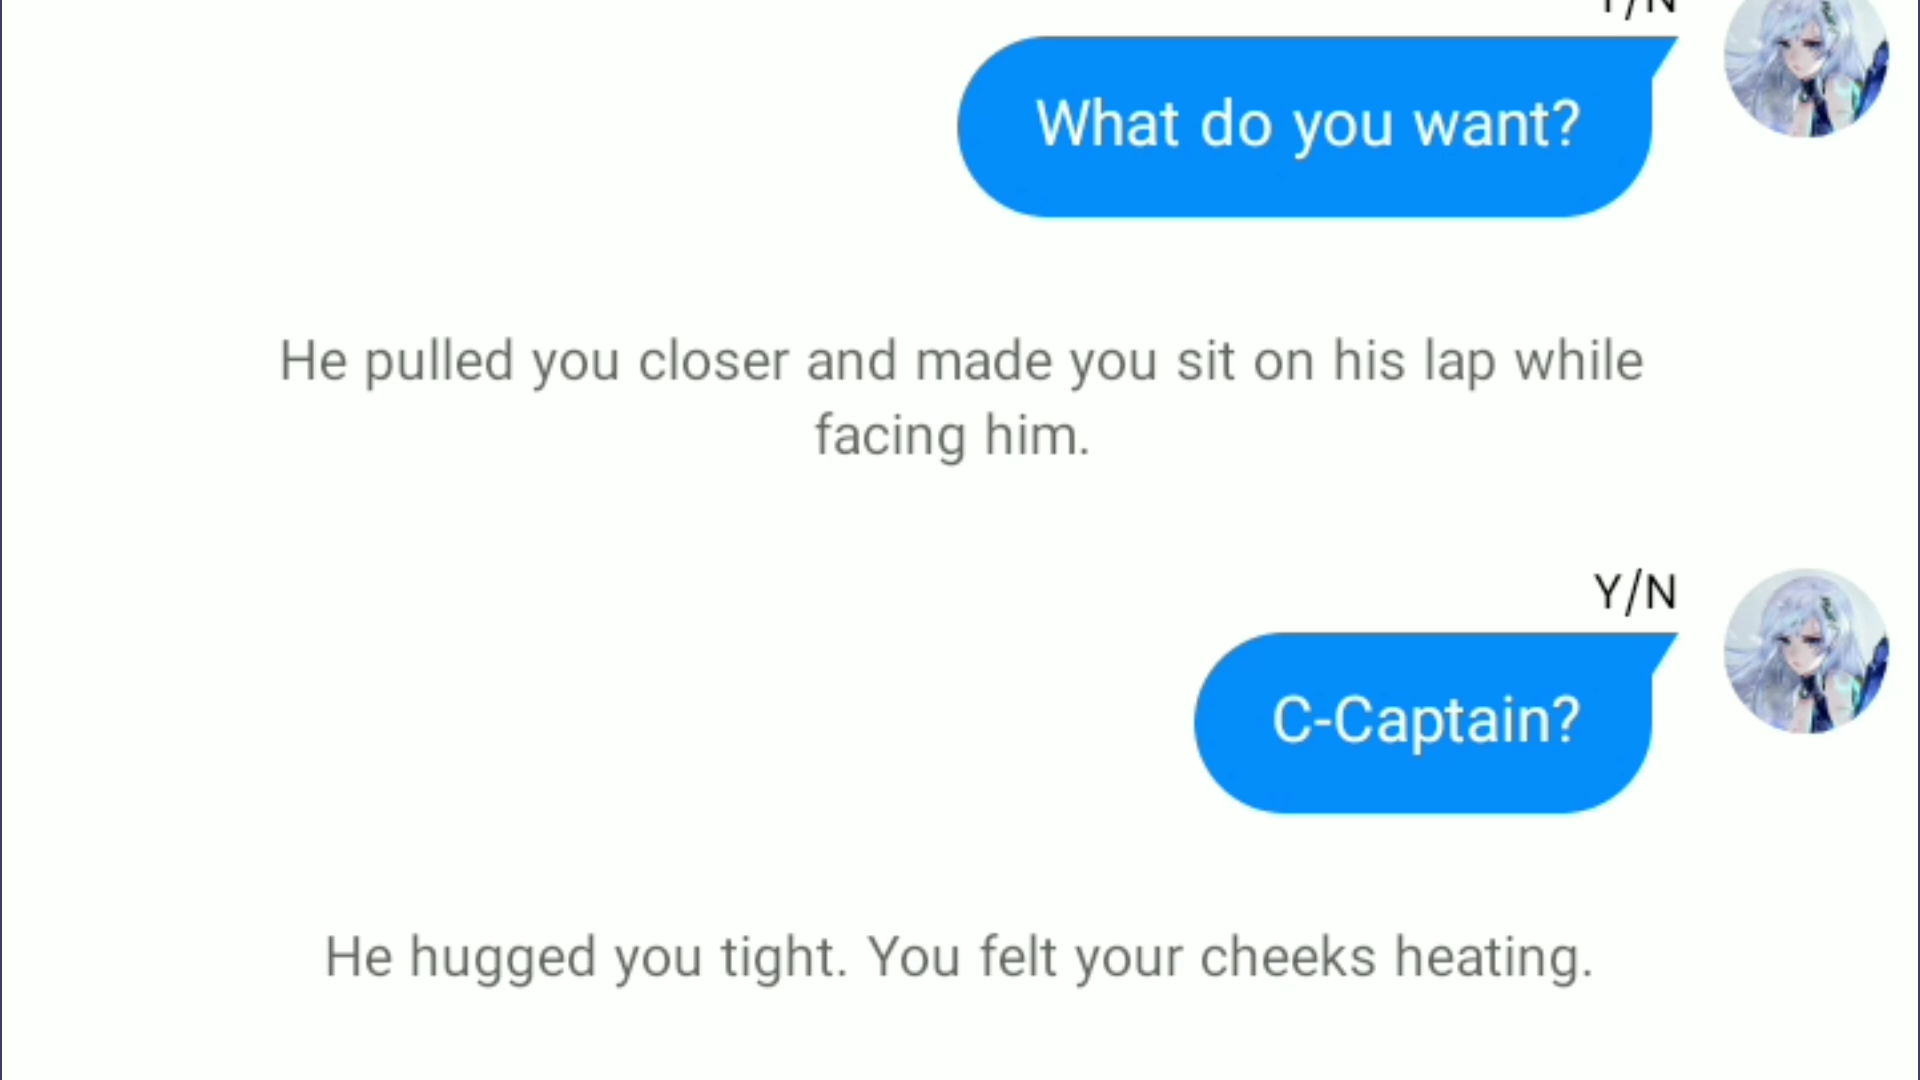 Y/N
What do you want?
He pulled you closer and made you sit on his lap while
facing him.
Y/N
C-Captain?
He hugged you tight. You felt your cheeks heating.